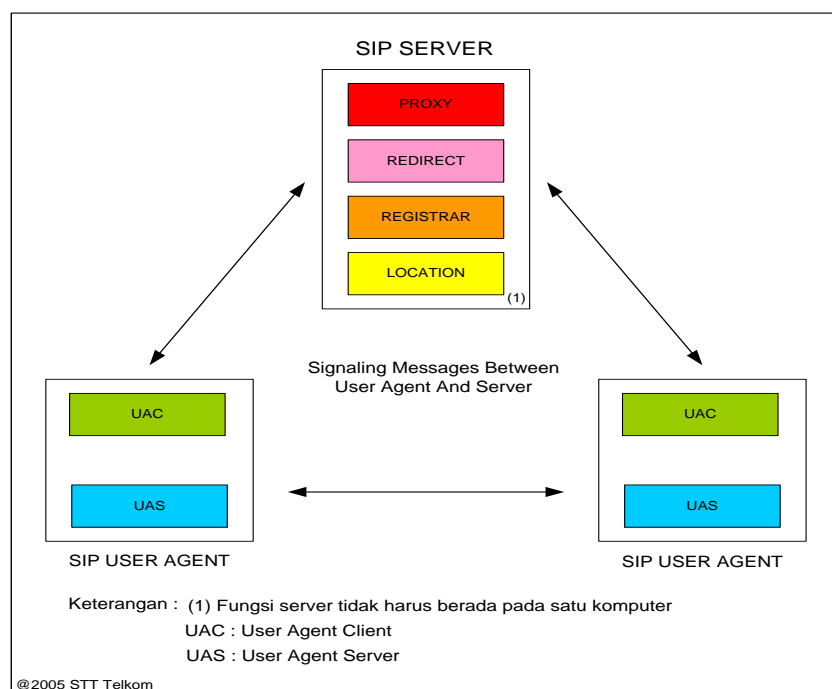 SIP SERVER
PROXY
REDIRECT
REGISTRAR
LOCATION
(1)
Signaling Messages Between
User Agent And Server
UAC
UAS
SIP USER AGENT
UAC
UAS
SIP USER AGENT
Keterangan : (1) Fungsi server tidak harus berada pada satu komputer
UAC : User Agent Client
UAS : User Agent Server
@2005 STT Telkom